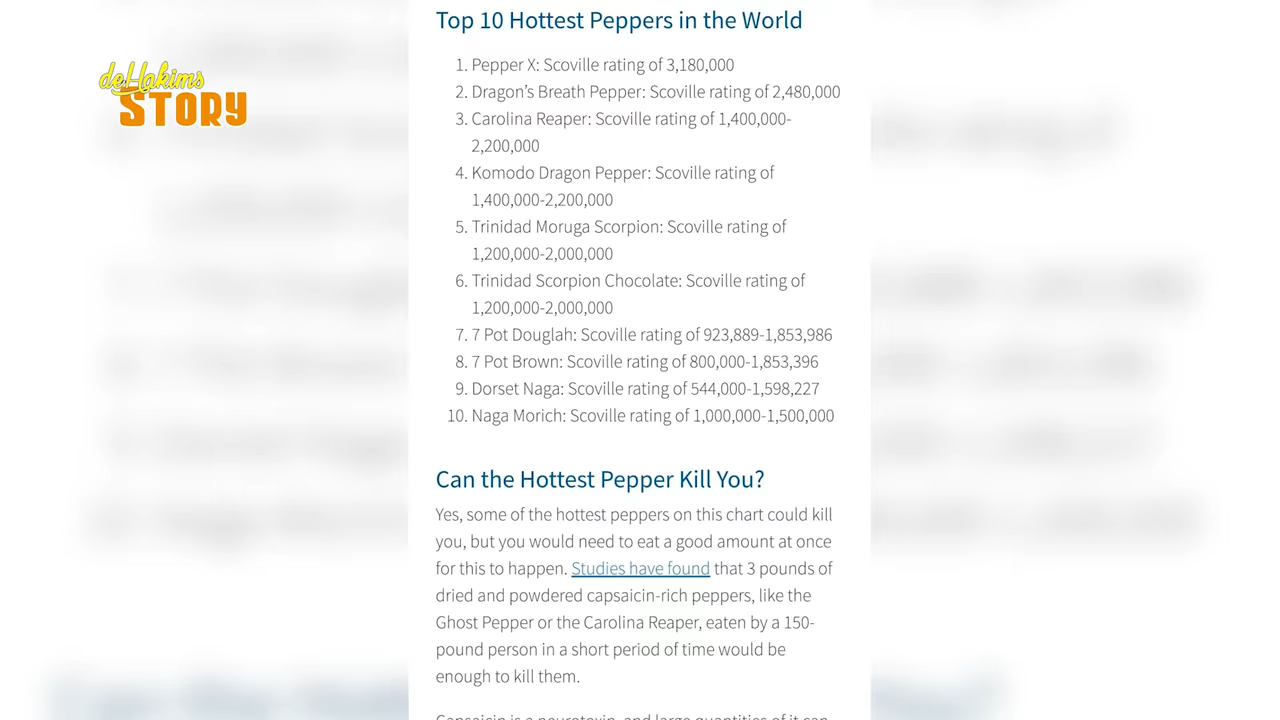 deHakims
STORY
Top 10 Hottest Peppers in the World
1. Pepper X: Scoville rating of 3,180,000
2. Dragon’s Breath Pepper: Scoville rating of 2,480,000
3. Carolina Reaper: Scoville rating of 1,400,000-
2,200,000
4. Komodo Dragon Pepper: Scoville rating of
1,400,000-2,200,000
5. Trinidad Moruga Scorpion: Scoville rating of
1,200,000-2,000,000
6. Trinidad Scorpion Chocolate: Scoville rating of
1,200,000-2,000,000
7. 7 Pot Douglah: Scoville rating of 923,889-1,853,986
8. 7 Pot Brown: Scoville rating of 800,000-1,853,396
9. Dorset Naga: Scoville rating of 544,000-1,598,227
10. Naga Morich: Scoville rating of 1,000,000-1,500,000
Can the Hottest Pepper Kill You?
Yes, some of the hottest peppers on this chart could kill
you, but you would need to eat a good amount at once
for this to happen. Studies have found that 3 pounds of
dried and powdered capsaicin-rich peppers, like the
Ghost Pepper or the Carolina Reaper, eaten by a 150-
pound person in a short period of time would be
enough to kill them.
Capsaicin is a neurotoxin, and large quantities of it can